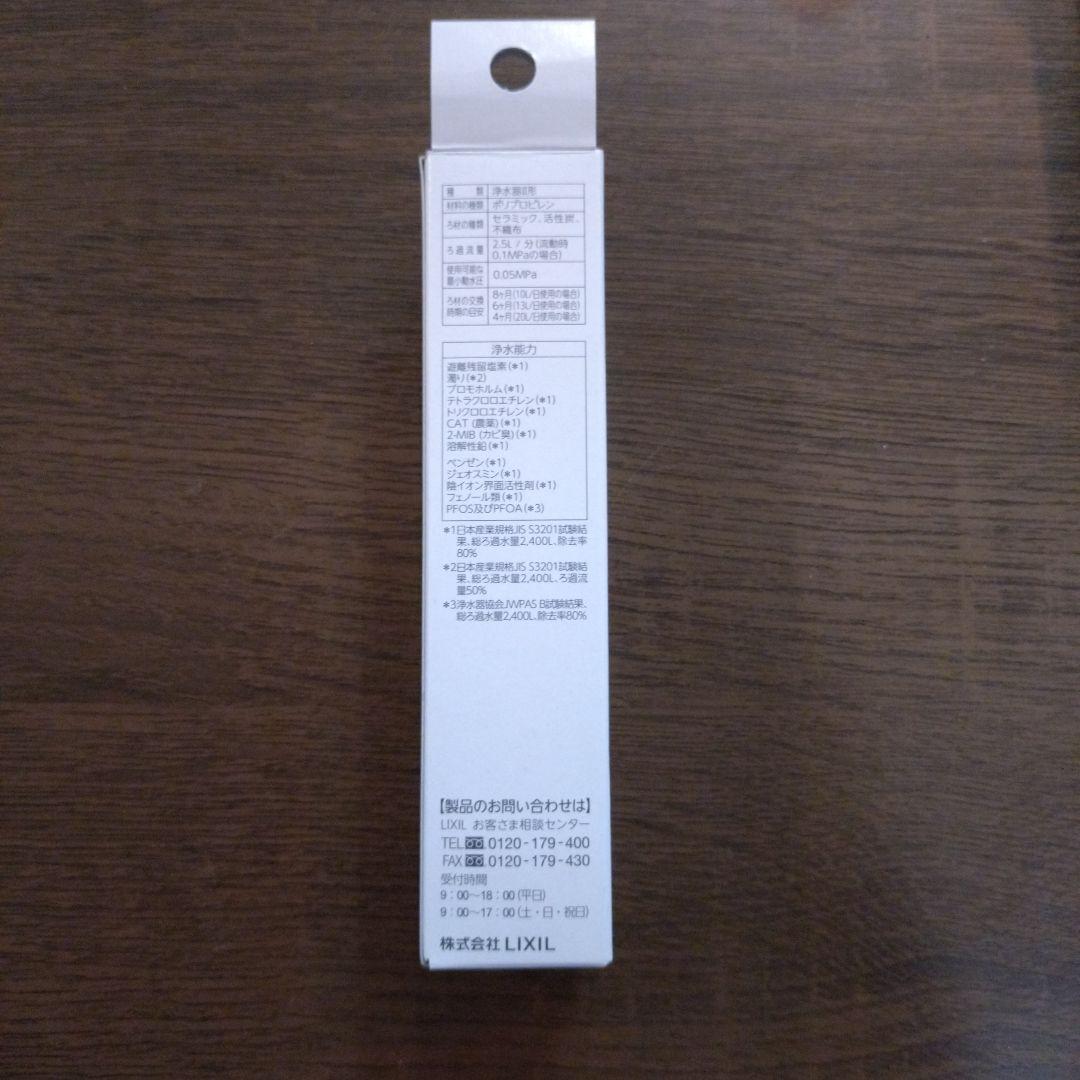 種類 浄水器II形
材料の種類 ポリプロピレン
ろ材の種類 セラミック、活性炭、
不織布
ろ過流量 2.5L / 分(流動時
0.1MPaの場合)
使用可能な
最小動水圧 0.05MPa
ろ材の交換
時期の目安 8ヶ月(10L/日使用の場合)
6ヶ月(13L/日使用の場合)
4ヶ月(20L/日使用の場合)
浄水能力
遊離残留塩素(*1)
濁り(*2)
ブロモホルム(*1)
テトラクロロエチレン(*1)
トリクロロエチレン(*1)
CAT (農薬)(*1)
2-MIB (カビ臭)(*1)
溶解性鉛(*1)
ベンゼン(*1)
ジェオスミン(*1)
陰イオン界面活性剤(*1)
フェノール類(*1)
PFOS及びPFOA(*3)
*1日本産業規格JIS S3201試験結
果、総ろ過水量2,400L、除去率
80%
*2日本産業規格JIS S3201試験結
果、総ろ過水量2,400L、ろ過流
量50%
*3浄水器協会JWPAS B試験結果、
総ろ過水量2,400L、除去率80%
【製品のお問い合わせは】
LIXIL お客さま相談センター
TEL 0120-179-400
FAX 0120-179-430
受付時間
9:00～18:00(平日)
9:00～17:00(土・日・祝日)
株式会社 LIXIL